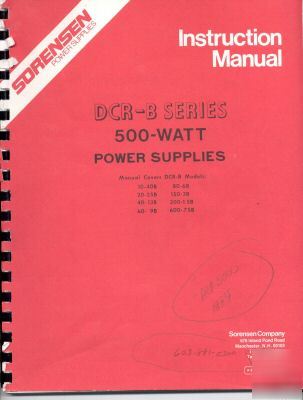 SORENSEN
POWER SUPPLIES
Instruction
Manual
DCR-B SERIES
500-WATT
POWER SUPPLIES
Manual Covers DCR-B Models:
10-40B 80-6B
20-25B 150-3B
40-13B 300-1.5B
60-9B 600-.75B
Sorensen Company
676 Island Pond Road
Manchester, N.H. 03103